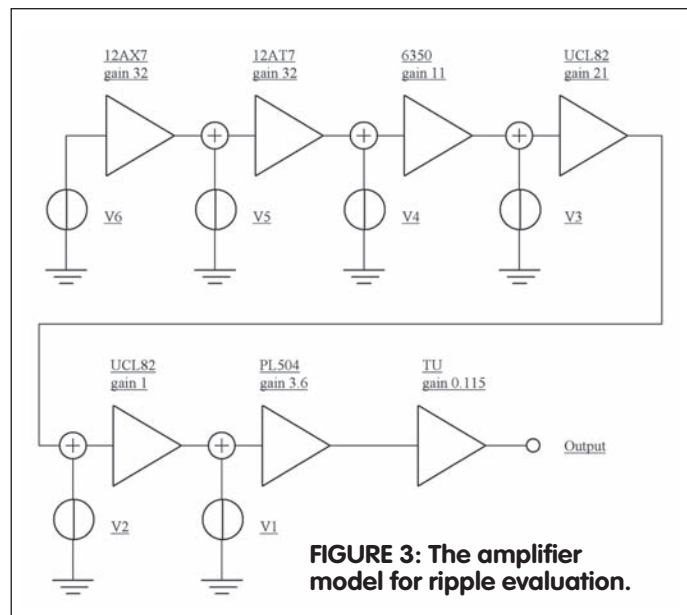 12AX7
gain 32
12AT7
gain 32
6350
gain 11
UCL82
gain 21
V6
V5
V4
V3
UCL82
gain 1
PL504
gain 3.6
TU
gain 0.115
Output
V2
V1
FIGURE 3: The amplifier
model for ripple evaluation.